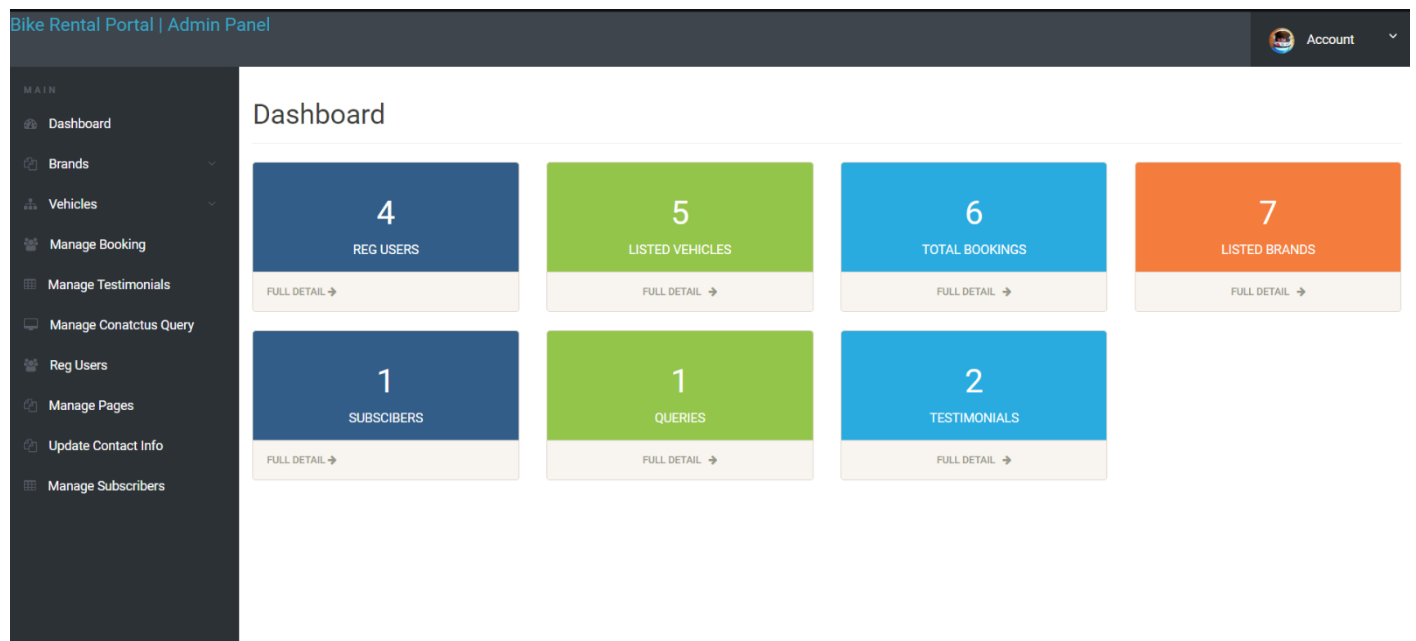 Bike Rental Portal | Admin Panel
Account
MAIN
Dashboard
Brands
Vehicles
Manage Booking
Manage Testimonials
Manage Conatctus Query
Reg Users
Manage Pages
Update Contact Info
Manage Subscribers
Dashboard
4
REG USERS
FULL DETAIL
5
LISTED VEHICLES
FULL DETAIL
6
TOTAL BOOKINGS
FULL DETAIL
7
LISTED BRANDS
FULL DETAIL
1
SUBSCIBERS
FULL DETAIL
1
QUERIES
FULL DETAIL
2
TESTIMONIALS
FULL DETAIL